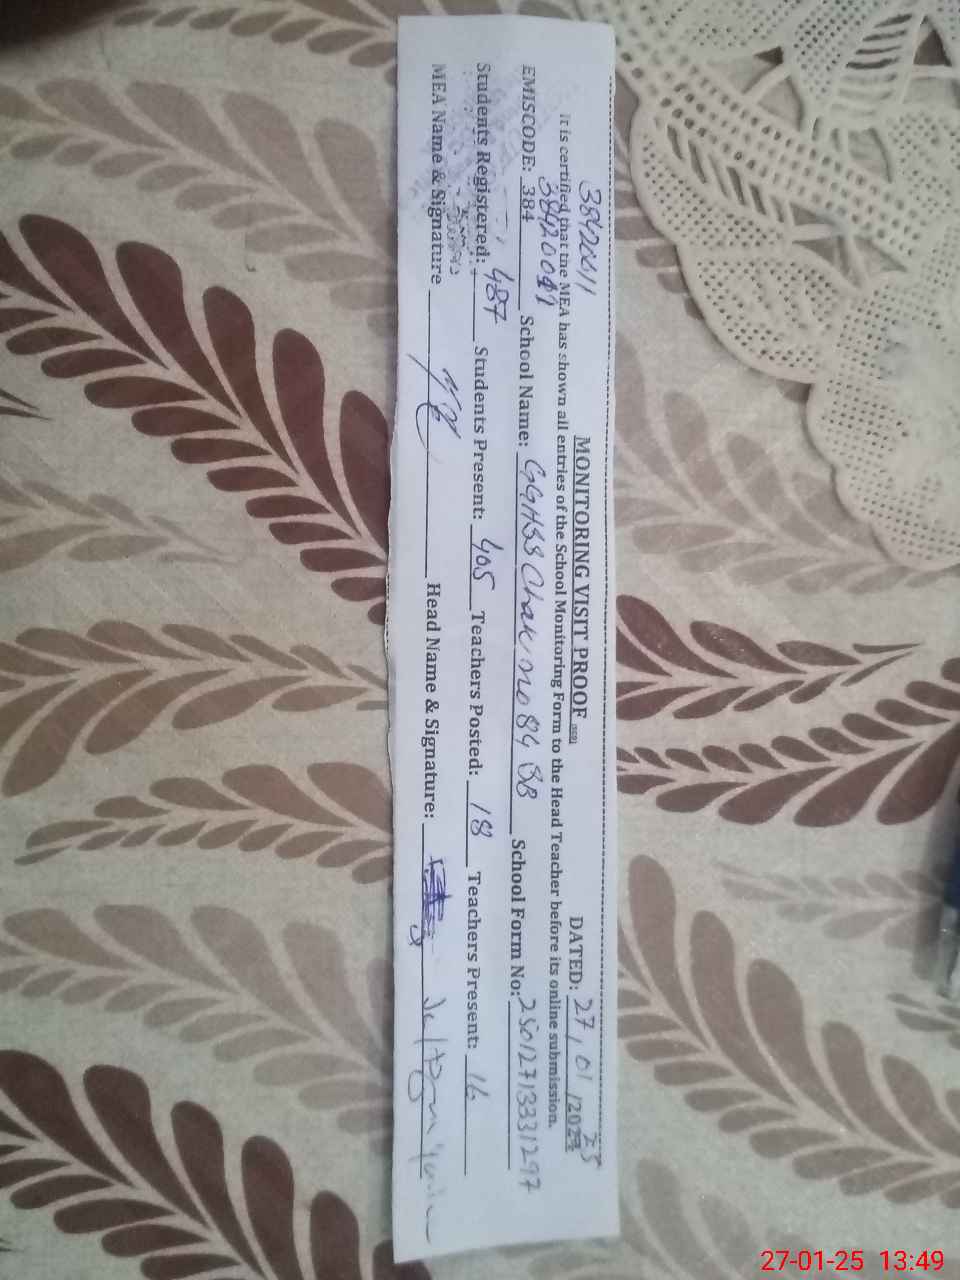 38420011
MONITORING VISIT PROOF DATED: 27/01/2025
It is certified that the MEA has shown all entries of the School Monitoring Form to the Head Teacher before its online submission.
EMISCODE: 384 School Name: GGHSS Chak no 84 SB School Form No: 25012713331297
Students Registered: 487 Students Present: 405 Teachers Posted: 18 Teachers Present: 16
MEA Name & Signature Head Name & Signature:
27-01-25 13:49